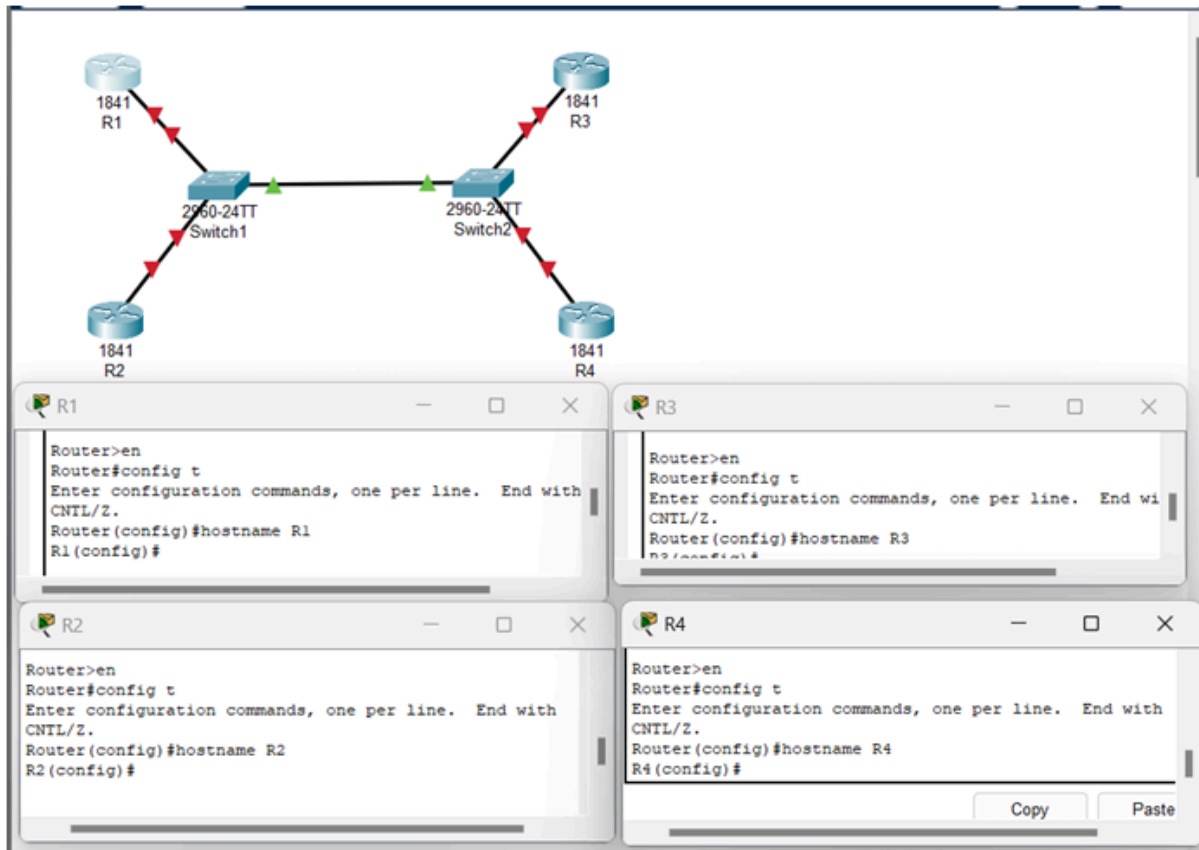 1841
R1
1841
R3
2960-24TT
Switch1
2960-24TT
Switch2
1841
R2
1841
R4
R1
Router>en
Router#config t
Enter configuration commands, one per line.  End with
CNTL/Z.
Router(config)#hostname R1
R1(config)#
R3
Router>en
Router#config t
Enter configuration commands, one per line.  End wi
CNTL/Z.
Router(config)#hostname R3
R3(config)#
R2
Router>en
Router#config t
Enter configuration commands, one per line.  End with
CNTL/Z.
Router(config)#hostname R2
R2(config)#
R4
Router>en
Router#config t
Enter configuration commands, one per line.  End with
CNTL/Z.
Router(config)#hostname R4
R4(config)#
Copy
Paste